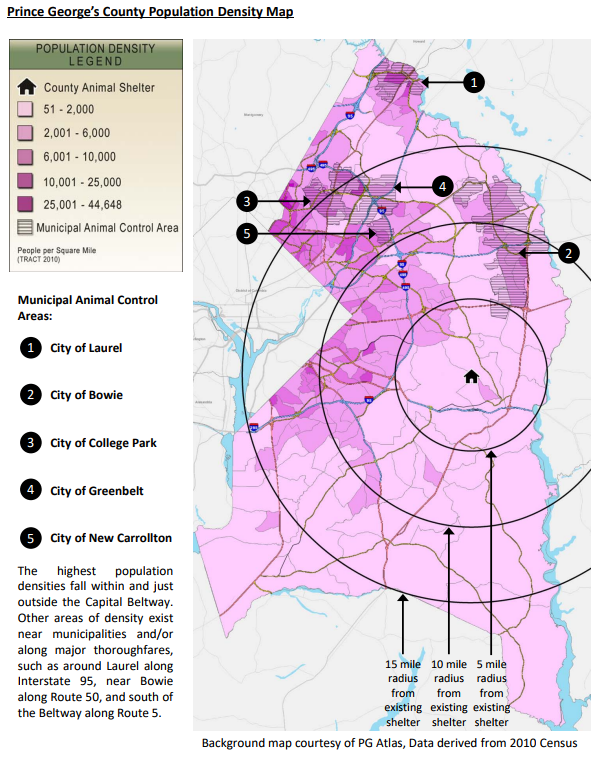 Prince George's County Population Density Map
POPULATION DENSITY
LEGEND
County Animal Shelter
51 - 2,000
2,001 - 6,000
6,001 - 10,000
10,001 - 25,000
25,001 - 44,648
Municipal Animal Control Area
People per Square Mile
(TRACT 2010)
Municipal Animal Control
Areas:
1 City of Laurel
2 City of Bowie
3 City of College Park
4 City of Greenbelt
5 City of New Carrollton
The highest population
densities fall within and just
outside the Capital Beltway.
Other areas of density exist
near municipalities and/or
along major thoroughfares,
such as around Laurel along
Interstate 95, near Bowie
along Route 50, and south of
the Beltway along Route 5.
1
4
3
5
2
15 mile
radius
from
existing
shelter
10 mile
radius
from
existing
shelter
5 mile
radius
from
existing
shelter
Background map courtesy of PG Atlas, Data derived from 2010 Census